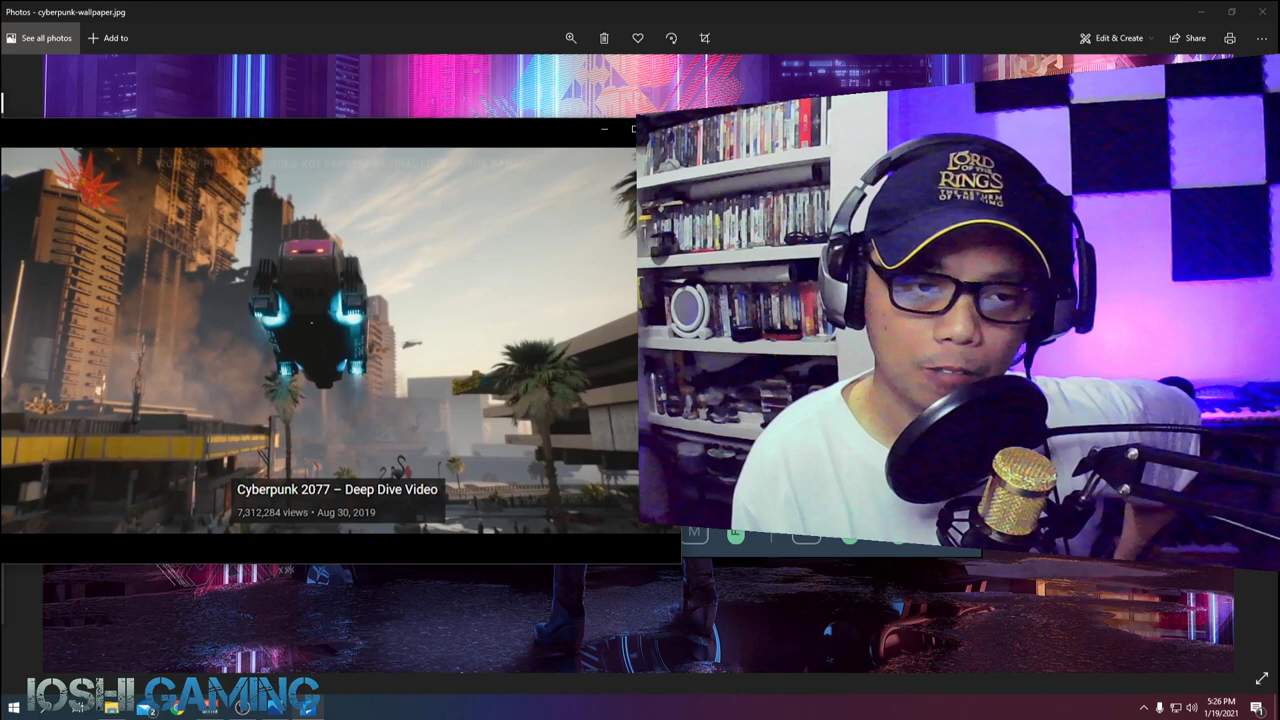 Photos - cyberpunk-wallpaper.jpg
See all photos
Add to
Edit & Create
Share
LORD
OF THE
RINGS
THE RETURN
OF THE KING
Cyberpunk 2077 – Deep Dive Video
7,312,284 views • Aug 30, 2019
M
IOSHI GAMING
5:26 PM
1/19/2021